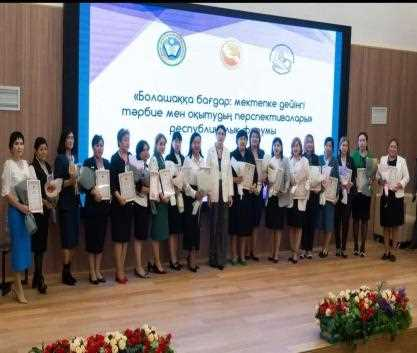 «Болашаққа бағдар: мектепке дейінгі
тәрбие мен оқытудың перспективалары»
республикалық форумы